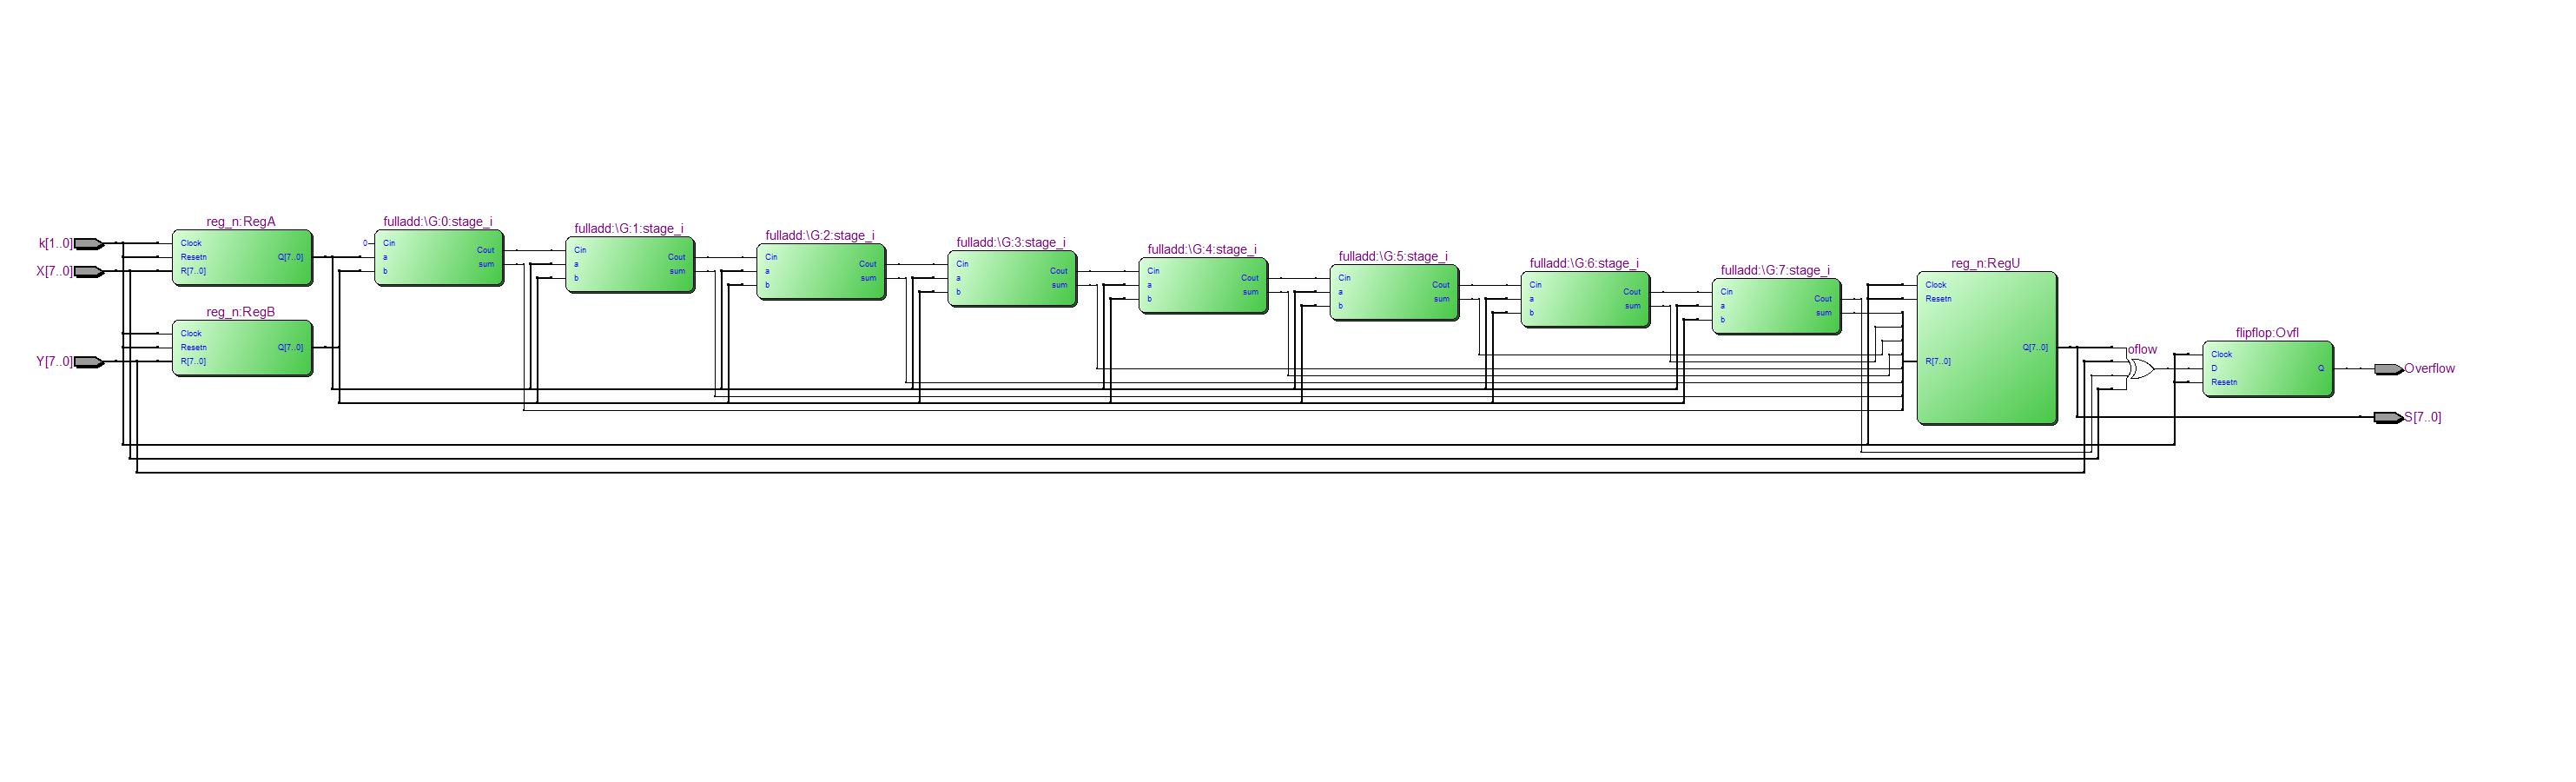 k[1..0]
X[7..0]
Y[7..0]
reg_n:RegA
Clock
Resetn
R[7..0]
Q[7..0]
reg_n:RegB
Clock
Resetn
R[7..0]
Q[7..0]
fulladd:\G:0:stage_i
0
Cin
a
b
Cout
sum
fulladd:\G:1:stage_i
Cin
a
b
Cout
sum
fulladd:\G:2:stage_i
Cin
a
b
Cout
sum
fulladd:\G:3:stage_i
Cin
a
b
Cout
sum
fulladd:\G:4:stage_i
Cin
a
b
Cout
sum
fulladd:\G:5:stage_i
Cin
a
b
Cout
sum
fulladd:\G:6:stage_i
Cin
a
b
Cout
sum
fulladd:\G:7:stage_i
Cin
a
b
Cout
sum
reg_n:RegU
Clock
Resetn
R[7..0]
Q[7..0]
oflow
flipflop:Ovfl
Clock
D
Resetn
Q
Overflow
S[7..0]